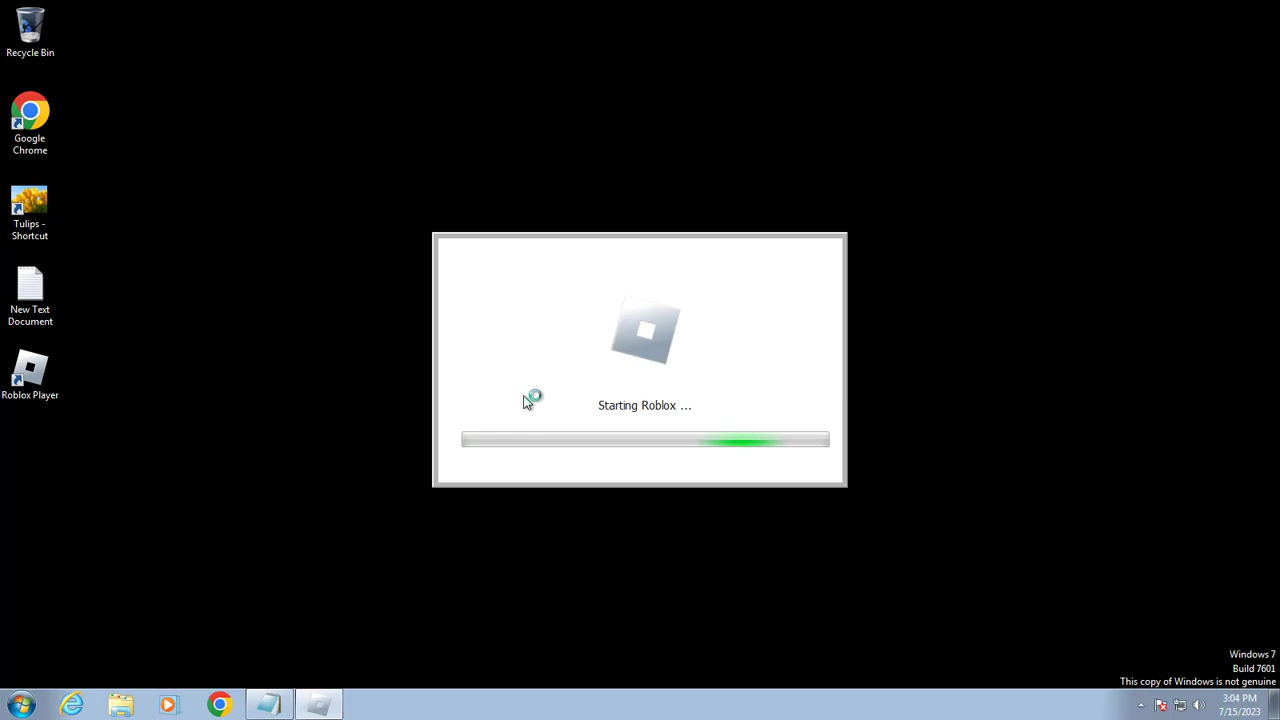 Recycle Bin
Google
Chrome
Tulips -
Shortcut
New Text
Document
Roblox Player
Starting Roblox ...
Windows 7
Build 7601
This copy of Windows is not genuine
3:04 PM
7/15/2023